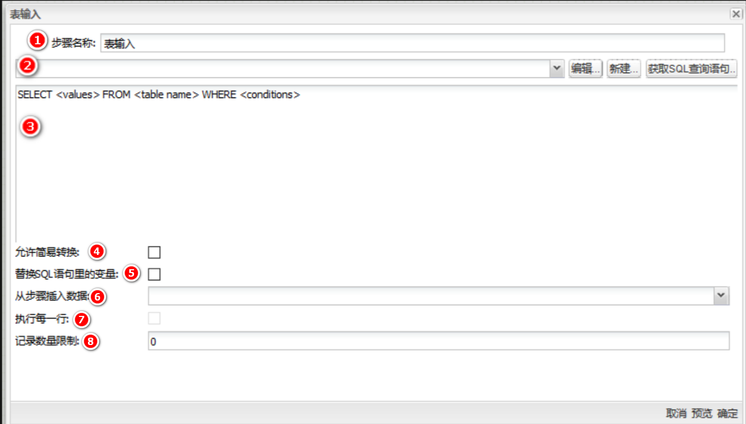 表输入
1 步骤名称: 表输入
2 编辑... 新建... 获取SQL查询语句..
SELECT <values> FROM <table name> WHERE <conditions>
3
允许简易转换: 4
替换SQL语句里的变量: 5
从步骤插入数据: 6
执行每一行: 7
记录数量限制: 8 0
取消 预览 确定